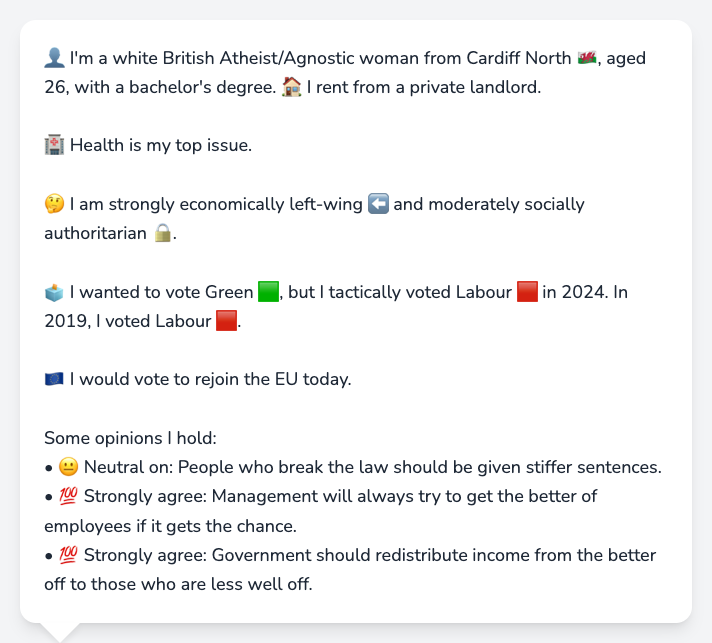 👤 I'm a white British Atheist/Agnostic woman from Cardiff North 🏴󠁧󠁢󠁷󠁬󠁳󠁿, aged
26, with a bachelor's degree. 🏠 I rent from a private landlord.
🏥 Health is my top issue.
🤔 I am strongly economically left-wing ⬅️ and moderately socially
authoritarian 🔒.
🗳️ I wanted to vote Green 🟩, but I tactically voted Labour 🟥 in 2024. In
2019, I voted Labour 🟥.
🇪🇺 I would vote to rejoin the EU today.
Some opinions I hold:
• 😐 Neutral on: People who break the law should be given stiffer sentences.
• 💯 Strongly agree: Management will always try to get the better of
employees if it gets the chance.
• 💯 Strongly agree: Government should redistribute income from the better
off to those who are less well off.